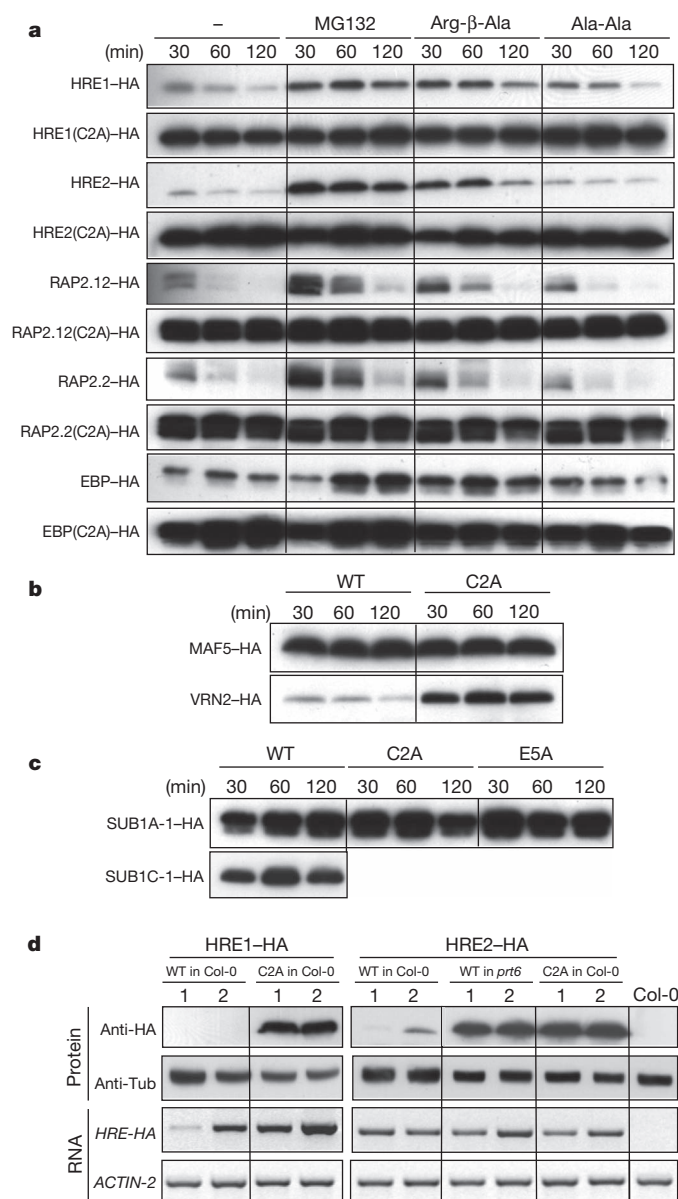 a
– MG132 Arg-β-Ala Ala-Ala
(min) 30 60 120 30 60 120 30 60 120 30 60 120
HRE1–HA
HRE1(C2A)–HA
HRE2–HA
HRE2(C2A)–HA
RAP2.12–HA
RAP2.12(C2A)–HA
RAP2.2–HA
RAP2.2(C2A)–HA
EBP–HA
EBP(C2A)–HA
b
WT C2A
(min) 30 60 120 30 60 120
MAF5–HA
VRN2–HA
c
WT C2A E5A
(min) 30 60 120 30 60 120 30 60 120
SUB1A-1–HA
SUB1C-1–HA
d
HRE1–HA HRE2–HA
WT in Col-0 C2A in Col-0 WT in Col-0 WT in prt6 C2A in Col-0
1 2 1 2 1 2 1 2 1 2 Col-0
Protein
Anti-HA
Anti-Tub
RNA
HRE-HA
ACTIN-2